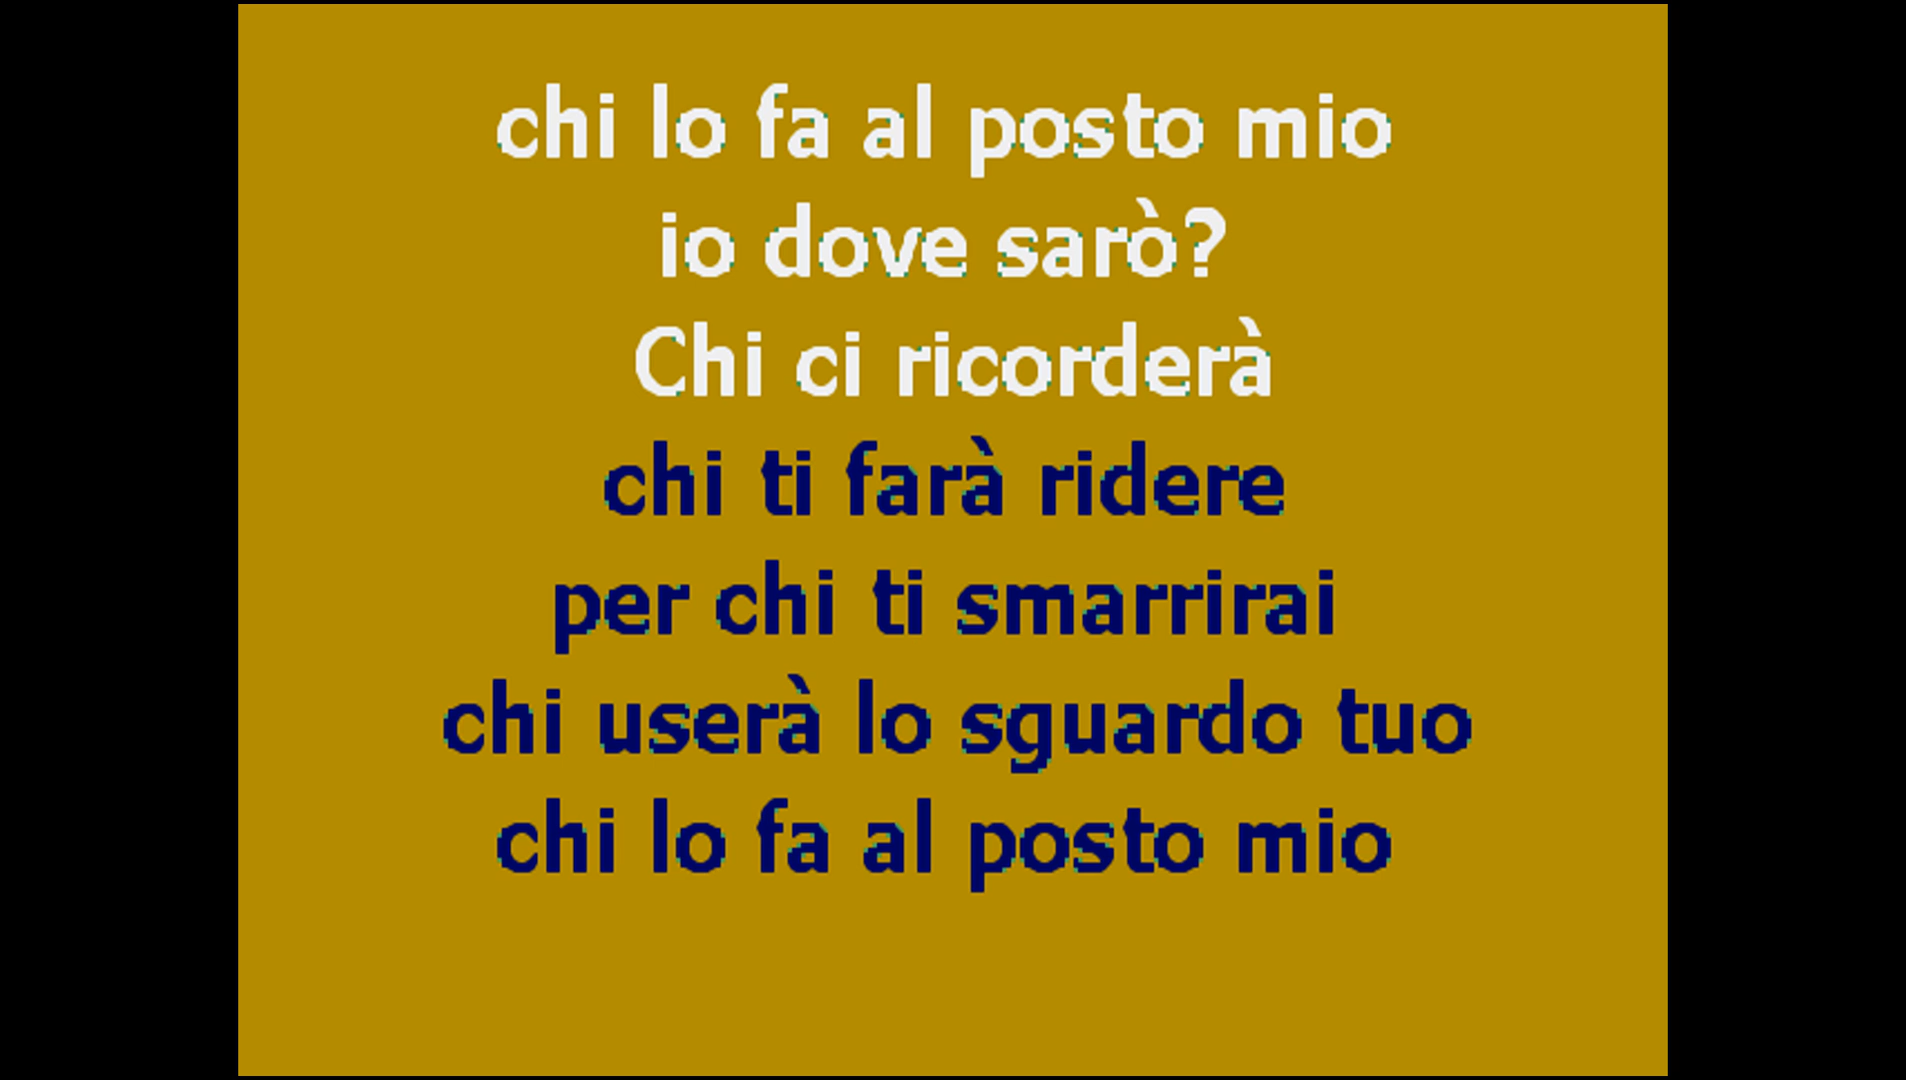 chi lo fa al posto mio
io dove sarò?
Chi ci ricorderà
chi ti farà ridere
per chi ti smarrirai
chi userà lo sguardo tuo
chi lo fa al posto mio